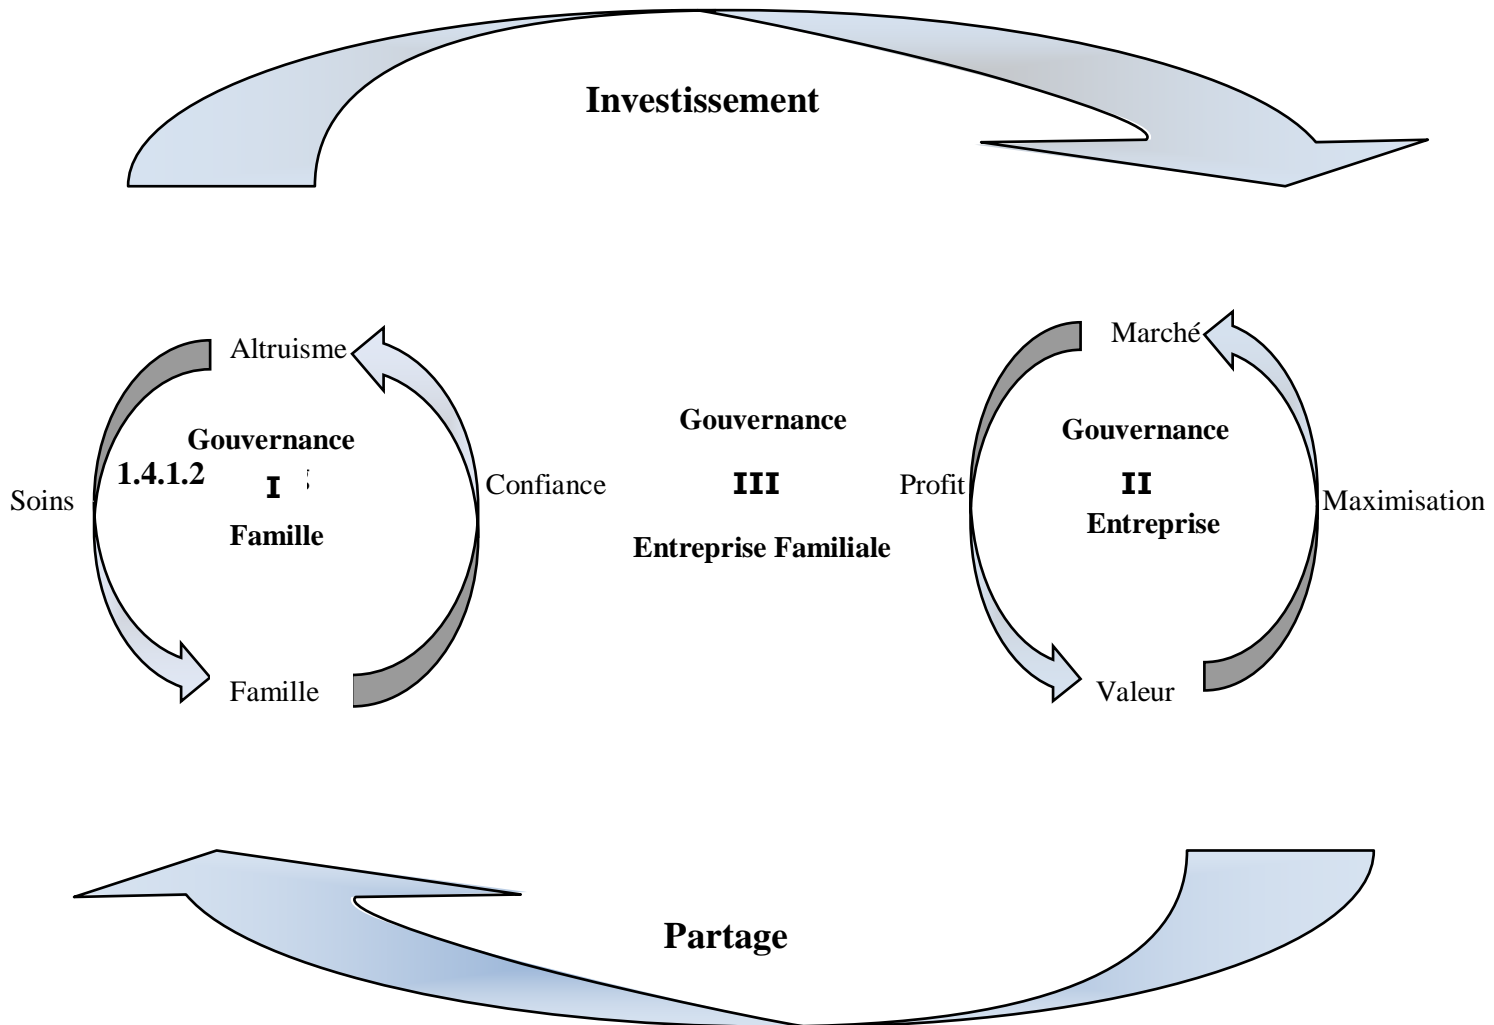 Investissement
Altruisme
Gouvernance
1.4.1.2
I
Soins
Confiance
Famille
Famille
Gouvernance
III
Entreprise Familiale
Marché
Gouvernance
Profit
II
Maximisation
Entreprise
Valeur
Partage